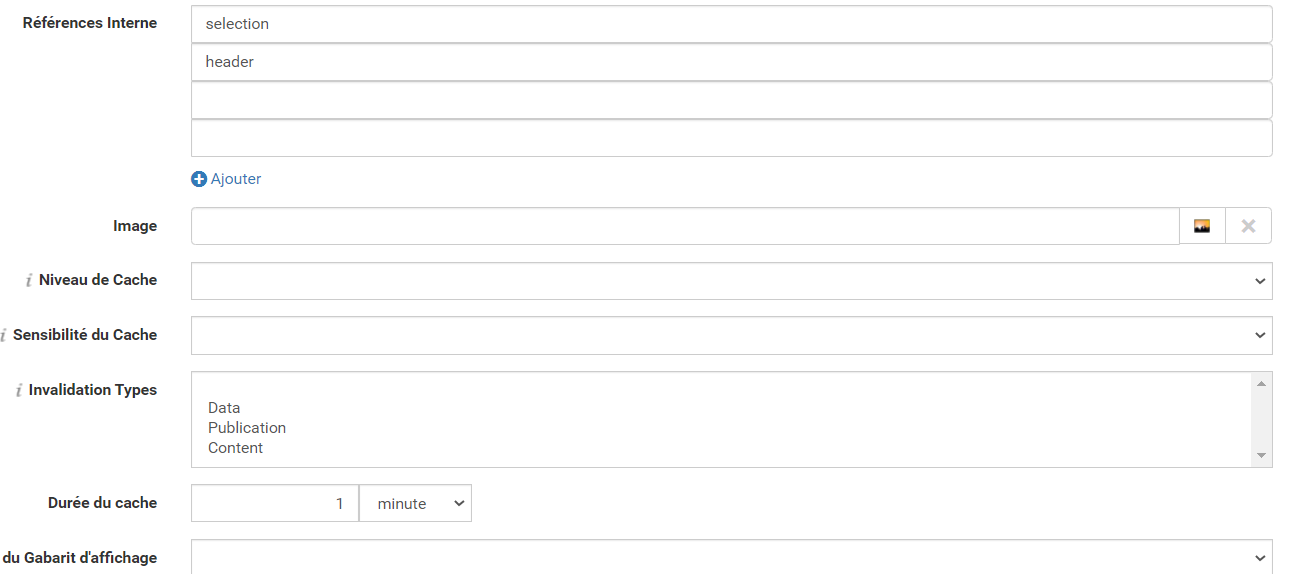 Références Interne
selection
header
Ajouter
Image
i Niveau de Cache
i Sensibilité du Cache
i Invalidation Types
Data
Publication
Content
Durée du cache
1 minute
du Gabarit d'affichage